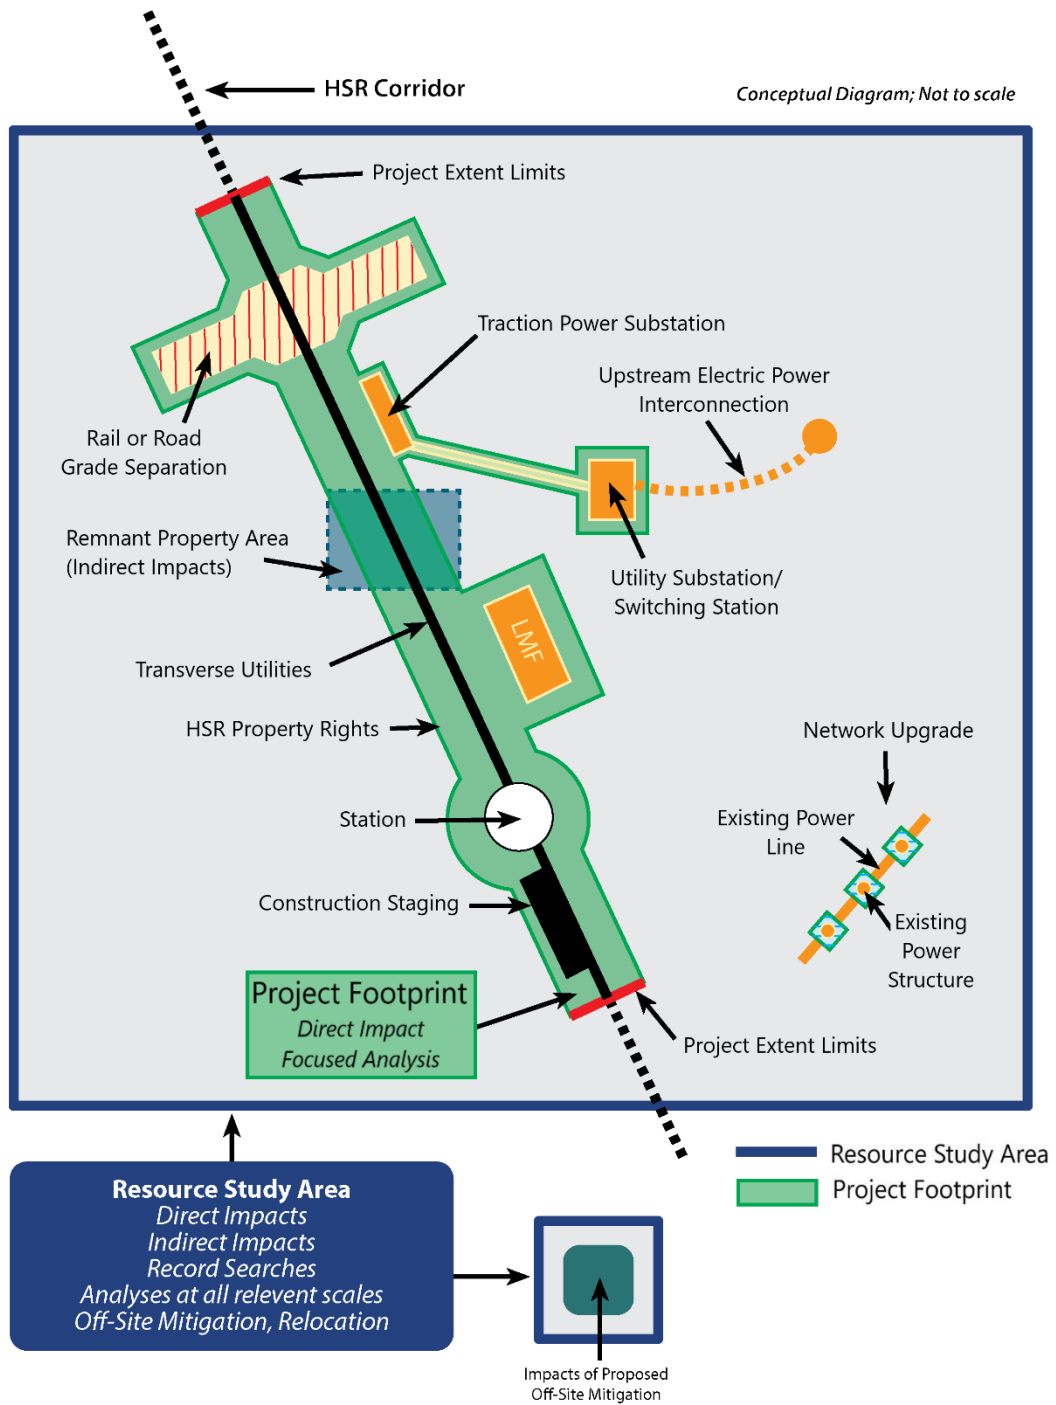 HSR Corridor
Conceptual Diagram; Not to scale
Project Extent Limits
Traction Power Substation
Upstream Electric Power
Interconnection
Rail or Road
Grade Separation
Remnant Property Area
(Indirect Impacts)
Utility Substation/
Switching Station
LMF
Transverse Utilities
HSR Property Rights
Network Upgrade
Station
Existing Power
Line
Construction Staging
Existing
Power
Structure
Project Footprint
Direct Impact
Focused Analysis
Project Extent Limits
Resource Study Area
Project Footprint
Resource Study Area
Direct Impacts
Indirect Impacts
Record Searches
Analyses at all relevent scales
Off-Site Mitigation, Relocation
Impacts of Proposed
Off-Site Mitigation